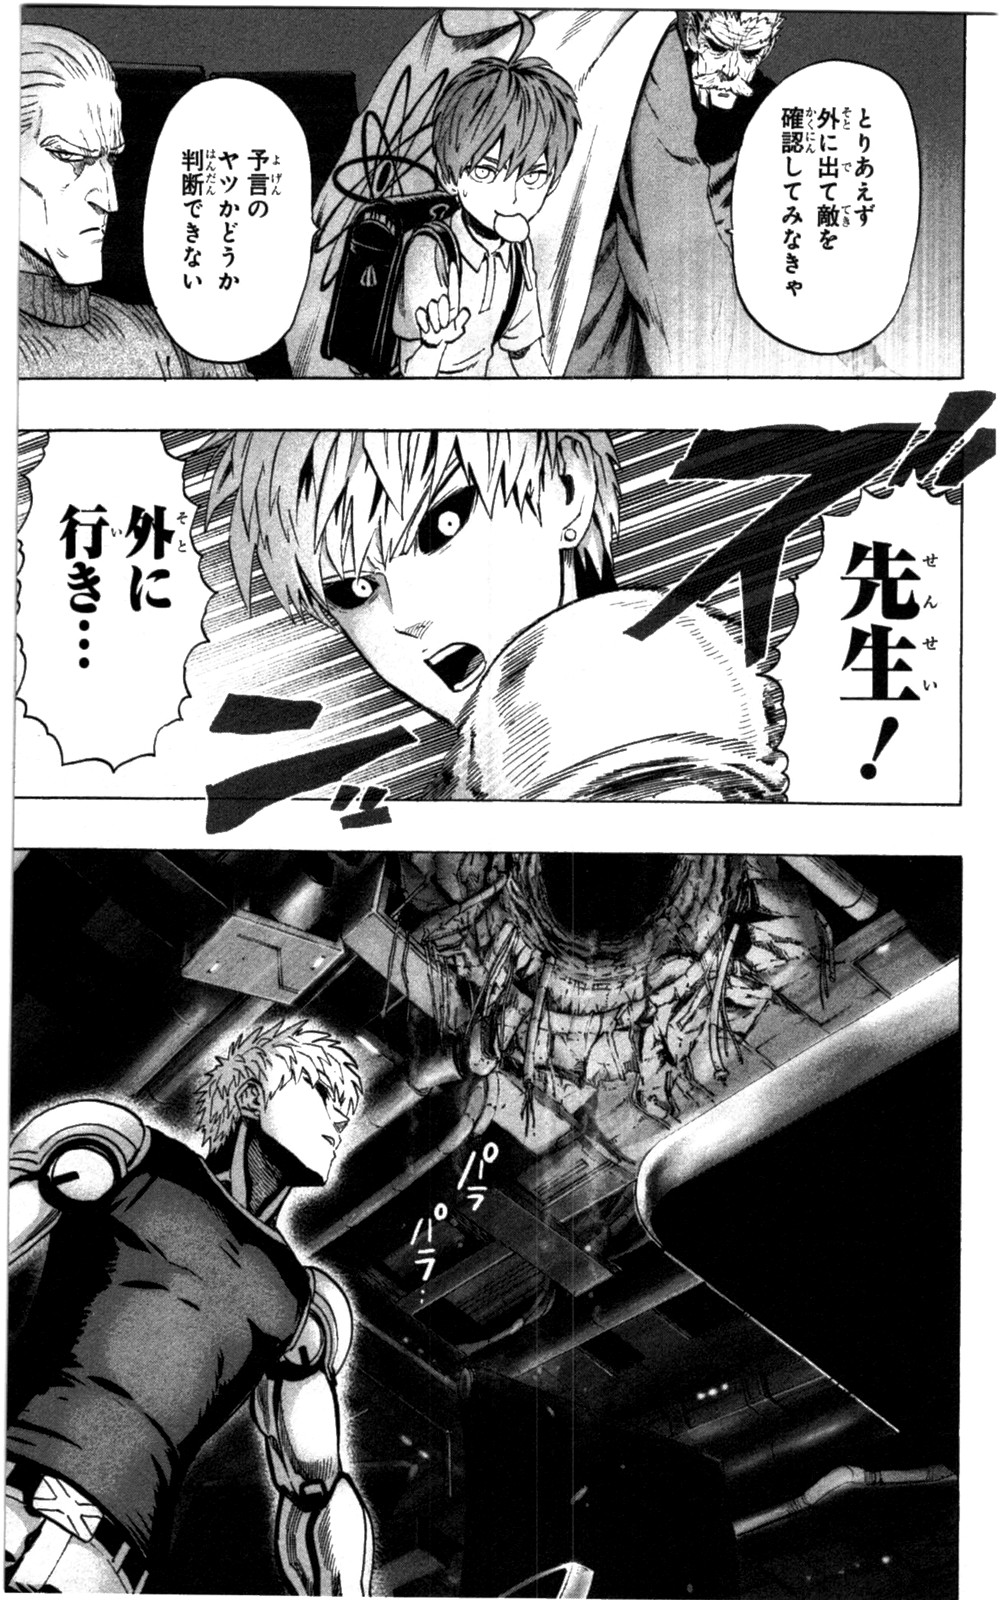 とりあえず
外に出て敵を
確認してみなきゃ
予言の
ヤツかどうか
判断できない
先生!
外に
行き…
パラ
パラ…